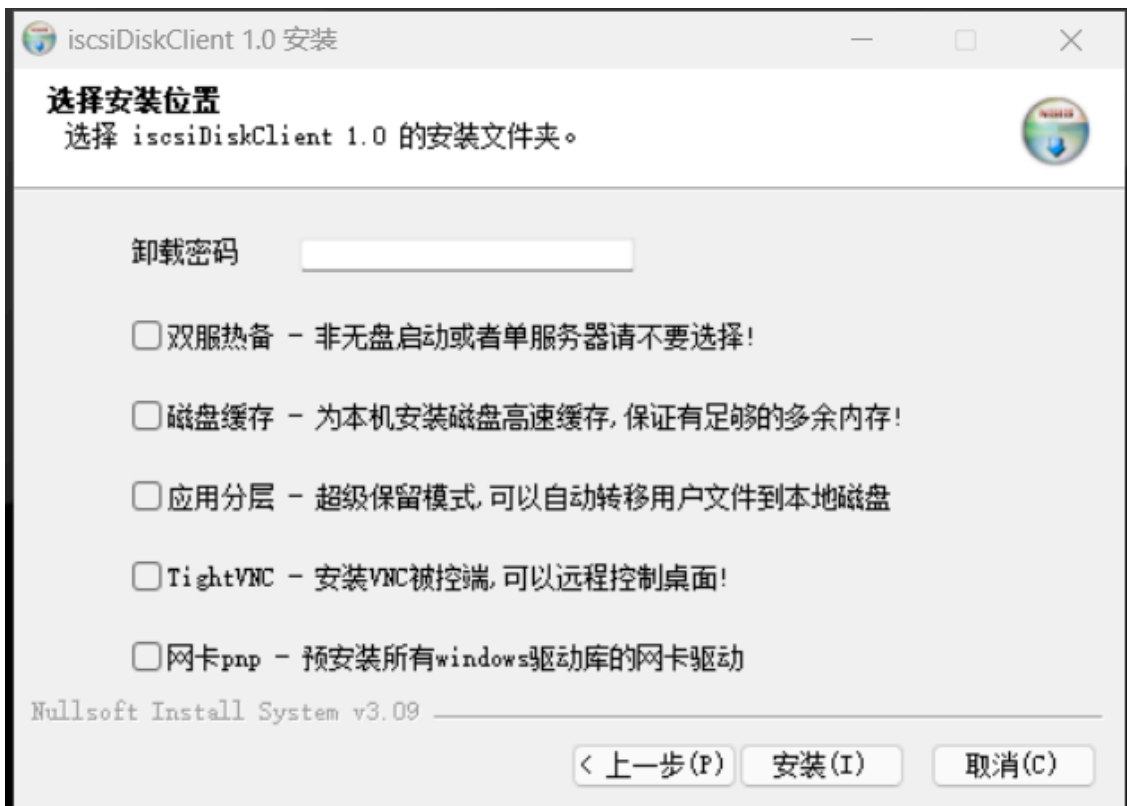 iscsiDiskClient 1.0 安装
选择安装位置
选择 iscsiDiskClient 1.0 的安装文件夹。
卸载密码
双服热备 - 非无盘启动或者单服务器请不要选择!
磁盘缓存 - 为本机安装磁盘高速缓存,保证有足够的多余内存!
应用分层 - 超级保留模式,可以自动转移用户文件到本地磁盘
TightVNC - 安装VNC被控端,可以远程控制桌面!
网卡pnp - 预安装所有windows驱动库的网卡驱动
Nullsoft Install System v3.09
< 上一步(P) 安装(I) 取消(C)